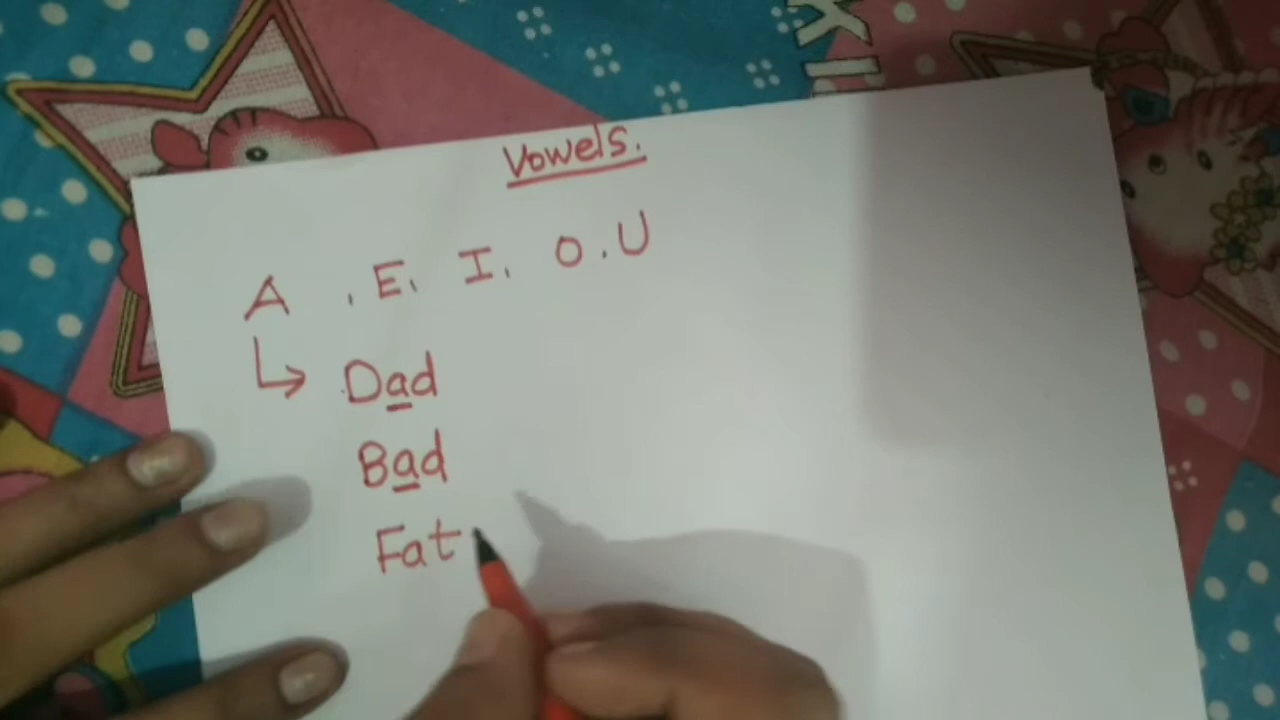 Vowels.
A , E, I, O . U
Dad
Bad
Fat